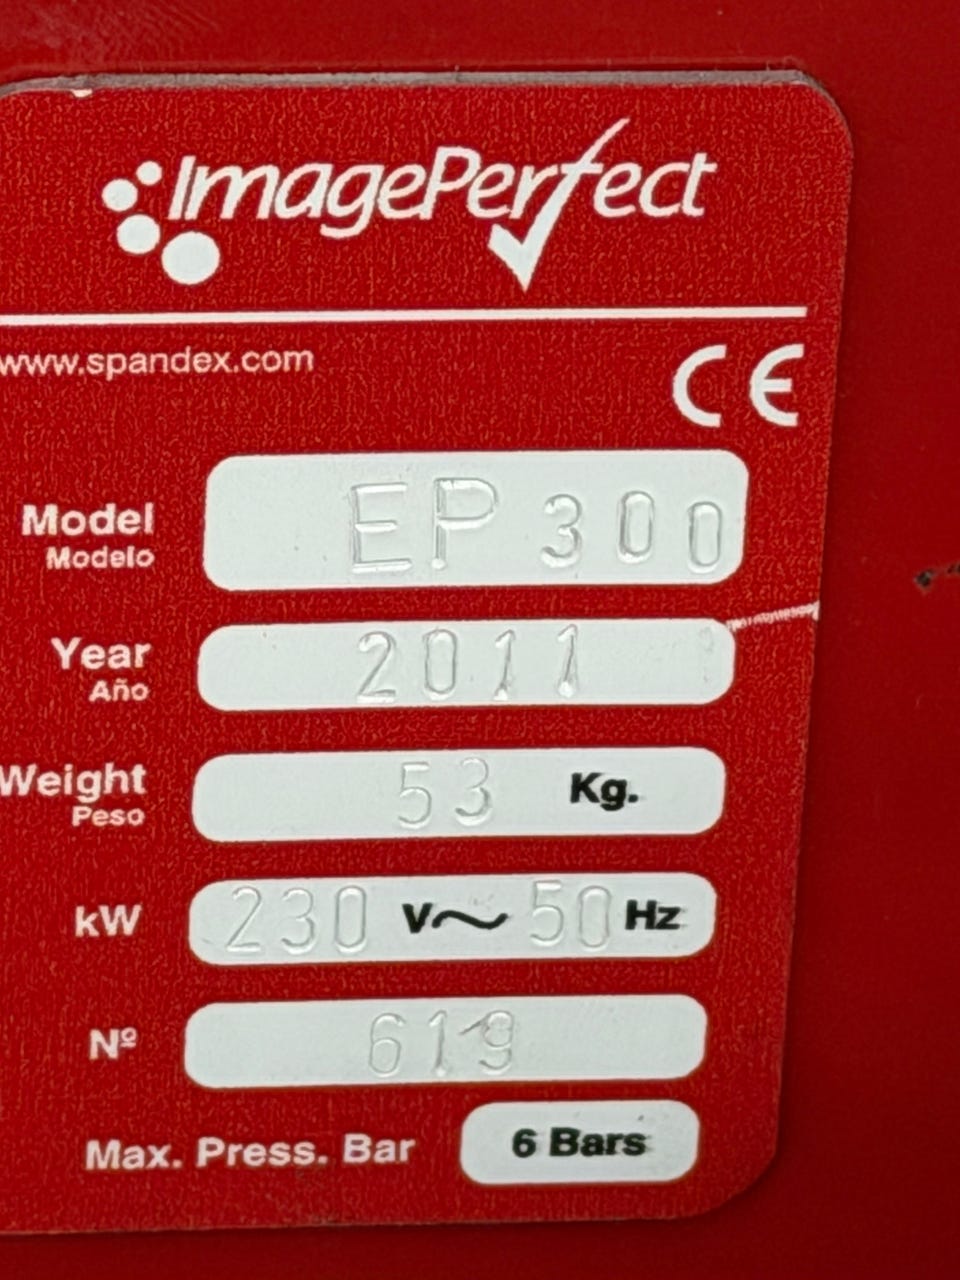 ImagePerfect
www.spandex.com
CE
Model EP 300
Modelo
Year 2011
Año
Weight 53 Kg.
Peso
kW 230 V~ 50 Hz
Nº 619
Max. Press. Bar 6 Bars